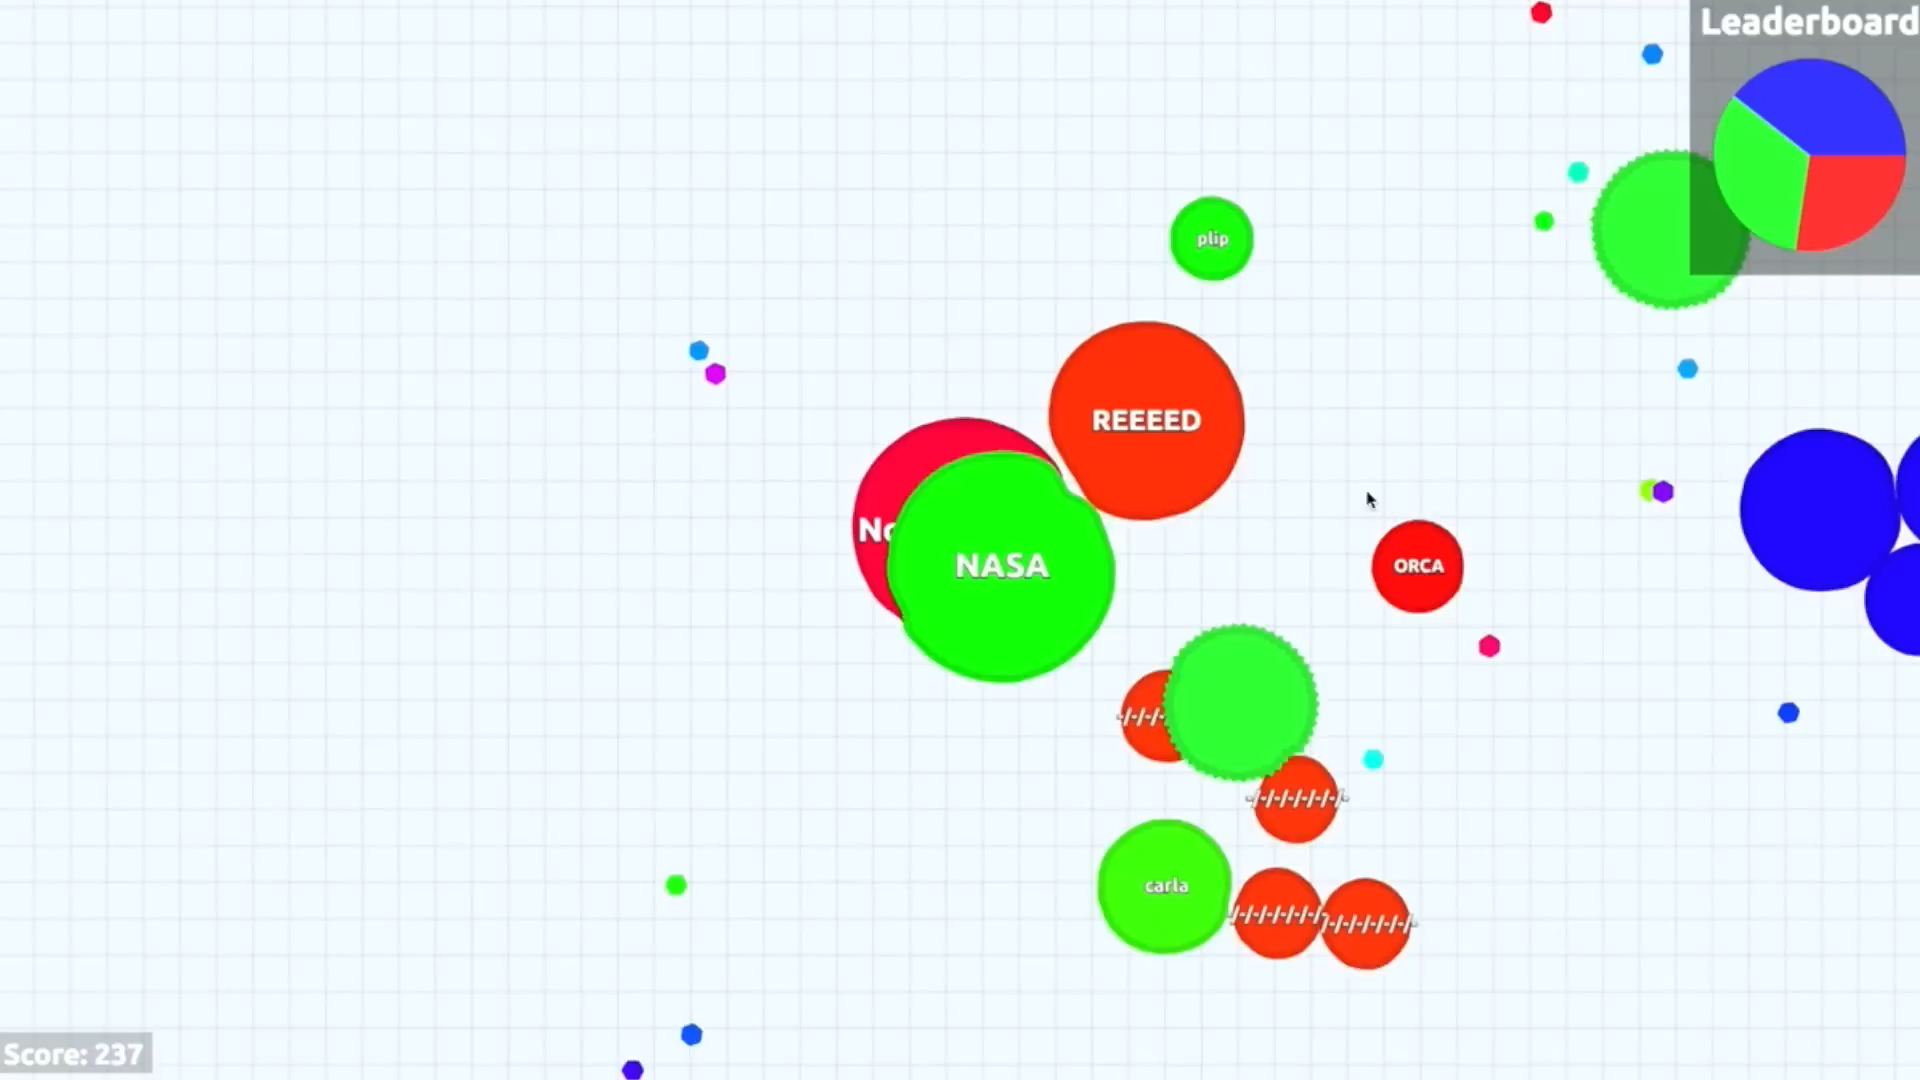 Leaderboard
plip
REEEED
NASA
ORCA
-/-/-/-/-/-/-
carla
-/-/-/-/-/-/-
-/-/-/-/-/-/-
Score: 237